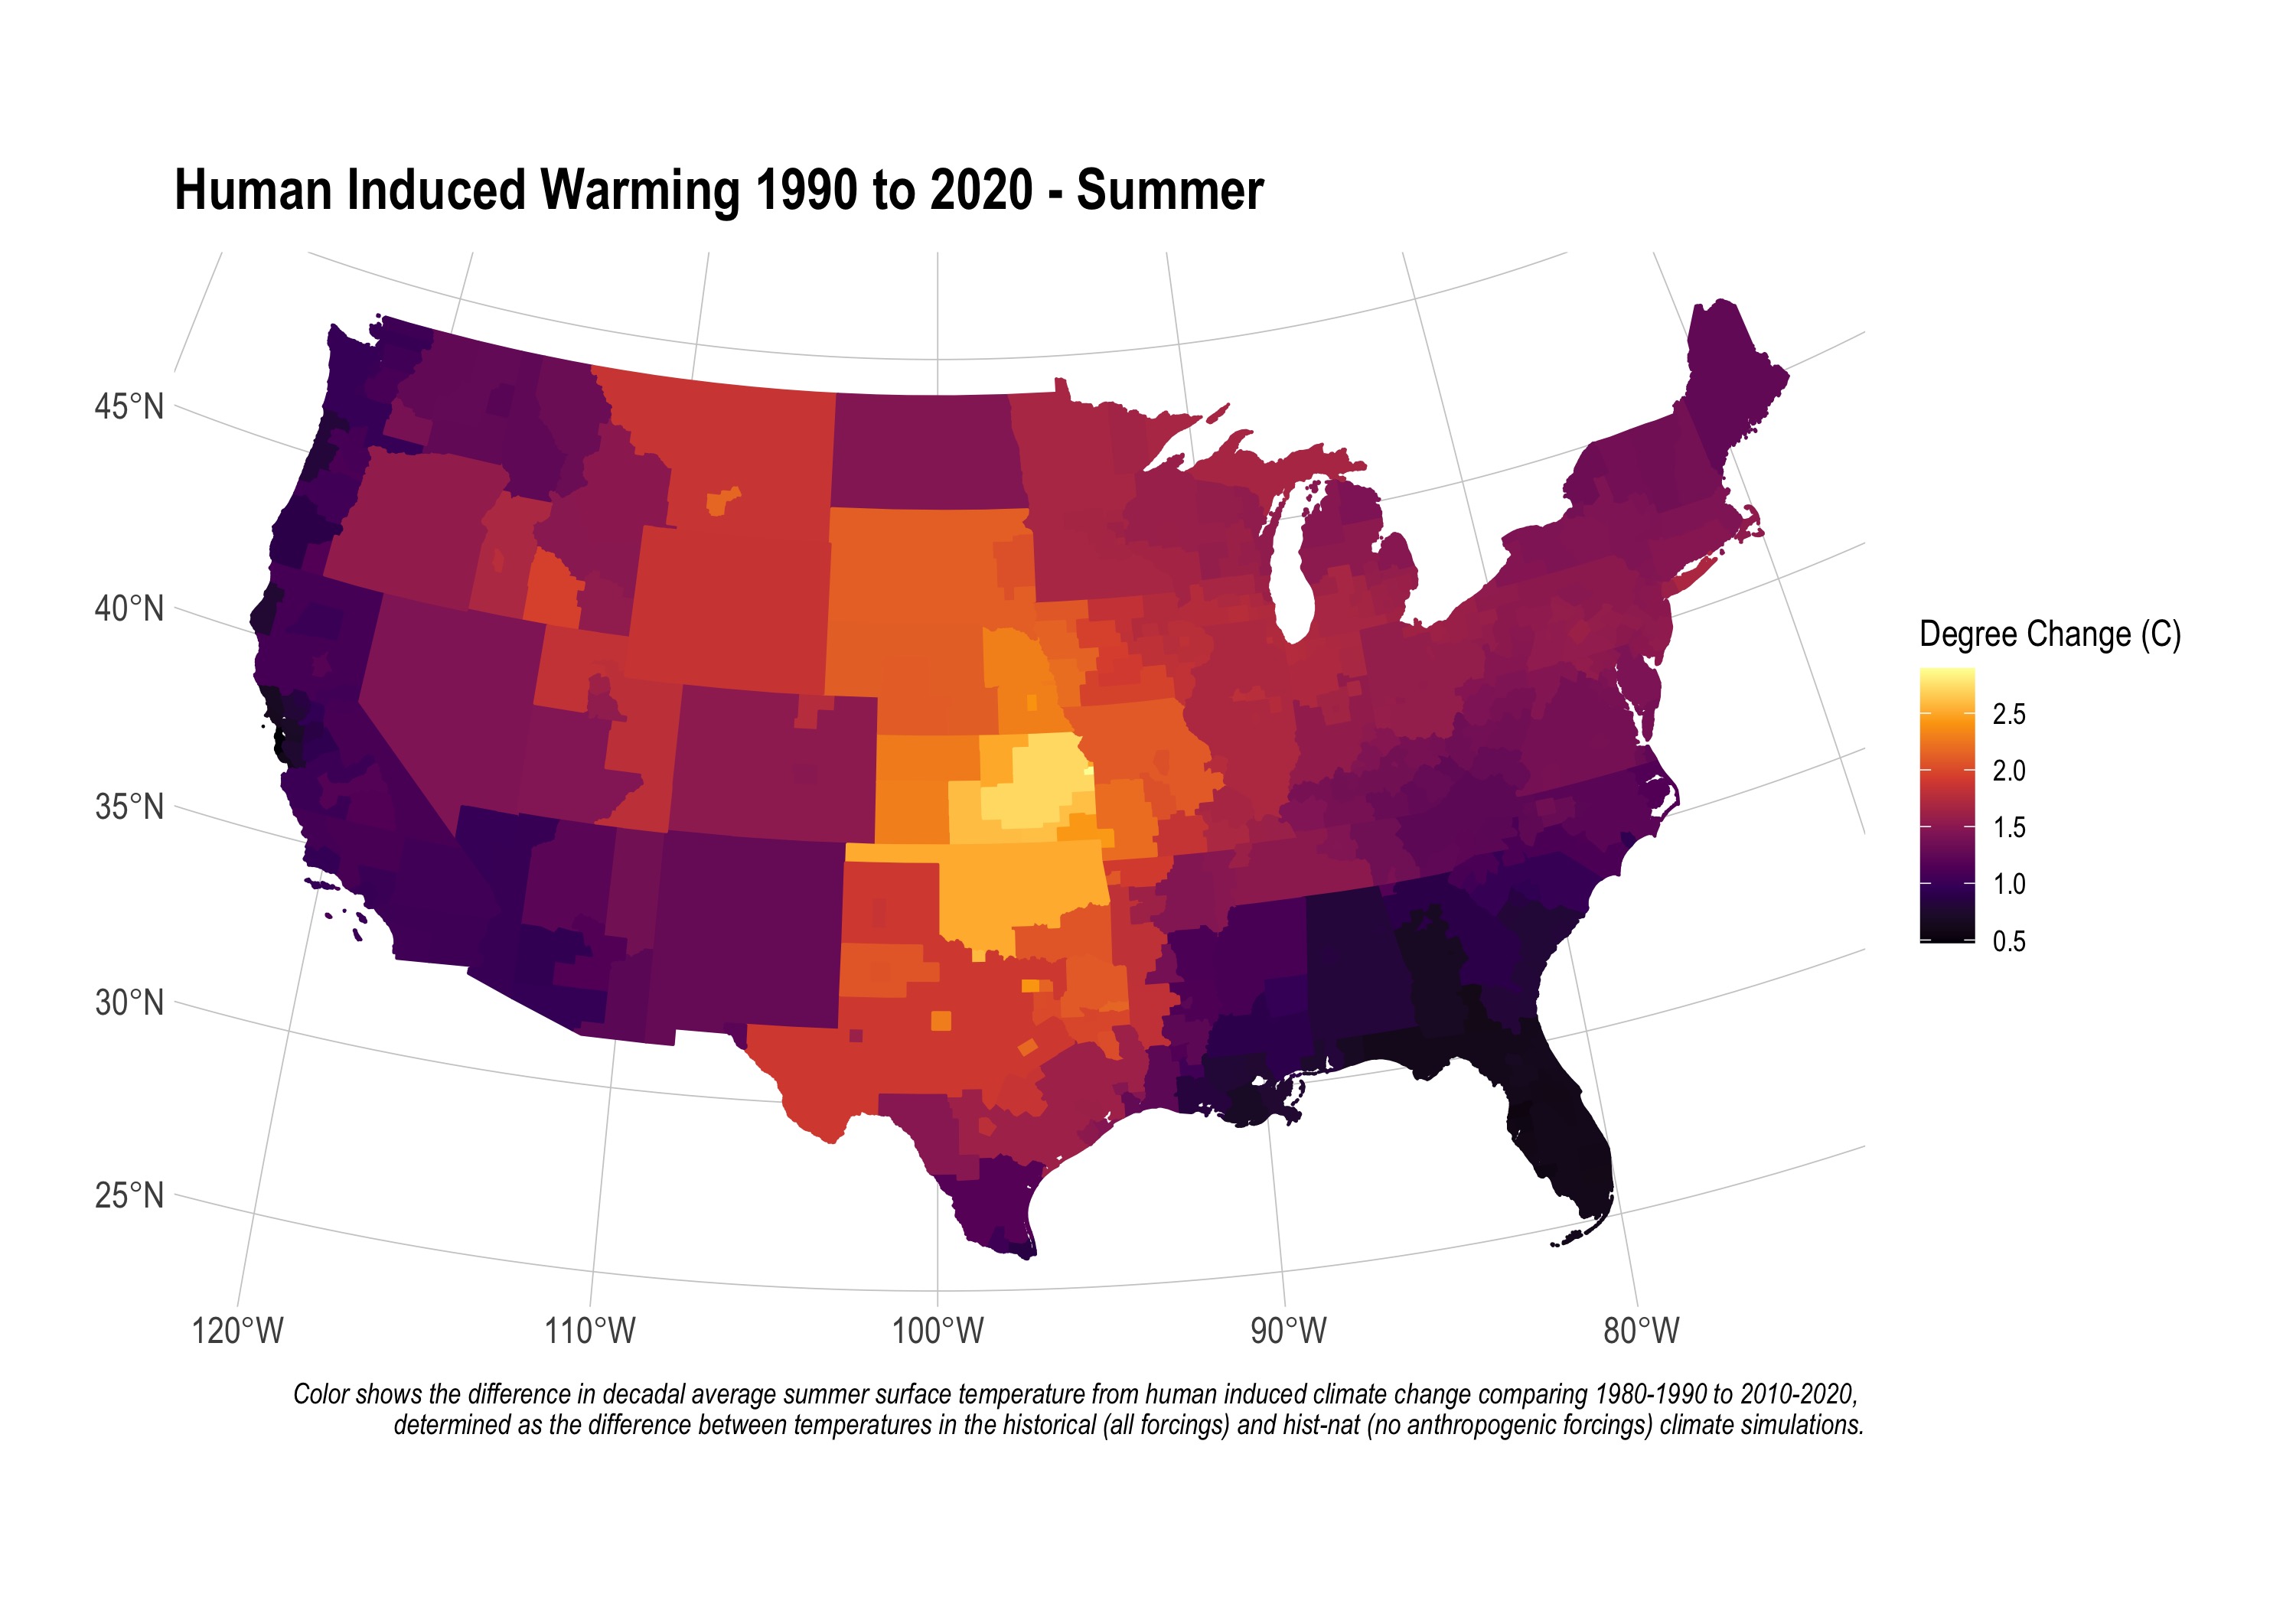 Human Induced Warming 1990 to 2020 - Summer
45°N
40°N
35°N
30°N
25°N
120°W
110°W
100°W
90°W
80°W
Degree Change (C)
2.5
2.0
1.5
1.0
0.5
Color shows the difference in decadal average summer surface temperature from human induced climate change comparing 1980-1990 to 2010-2020,
determined as the difference between temperatures in the historical (all forcings) and hist-nat (no anthropogenic forcings) climate simulations.